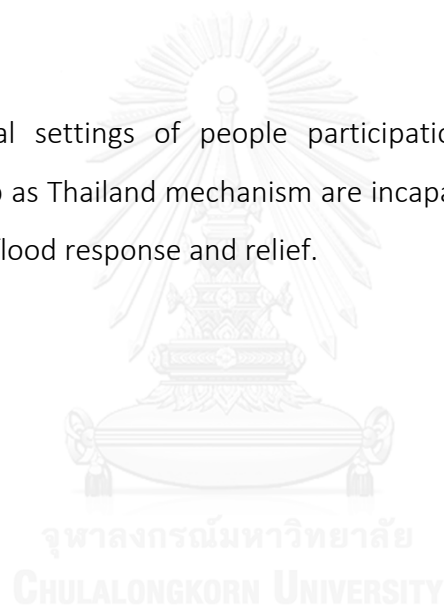 al settings of people participatio
as Thailand mechanism are incapa
lood response and relief.
จุฬาลงกรณ์มหาวิทยาลัย
CHULALONGKORN UNIVERSITY